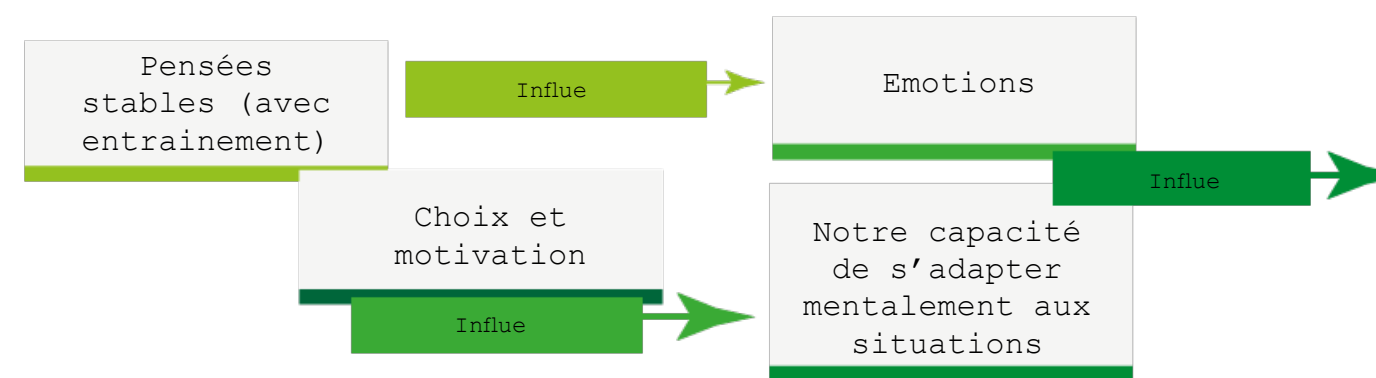 Pensées
stables (avec
entrainement)
Influe
Emotions
Influe
Choix et
motivation
Influe
Notre capacité
de s’adapter
mentalement aux
situations